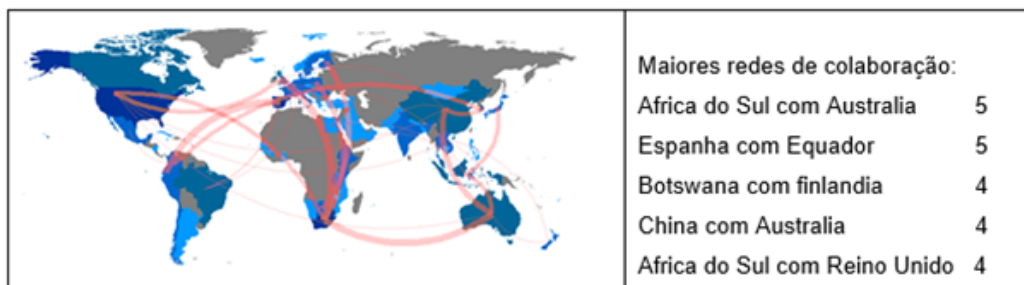 Maiores redes de colaboração:
Africa do Sul com Australia 5
Espanha com Equador 5
Botswana com finlandia 4
China com Australia 4
Africa do Sul com Reino Unido 4